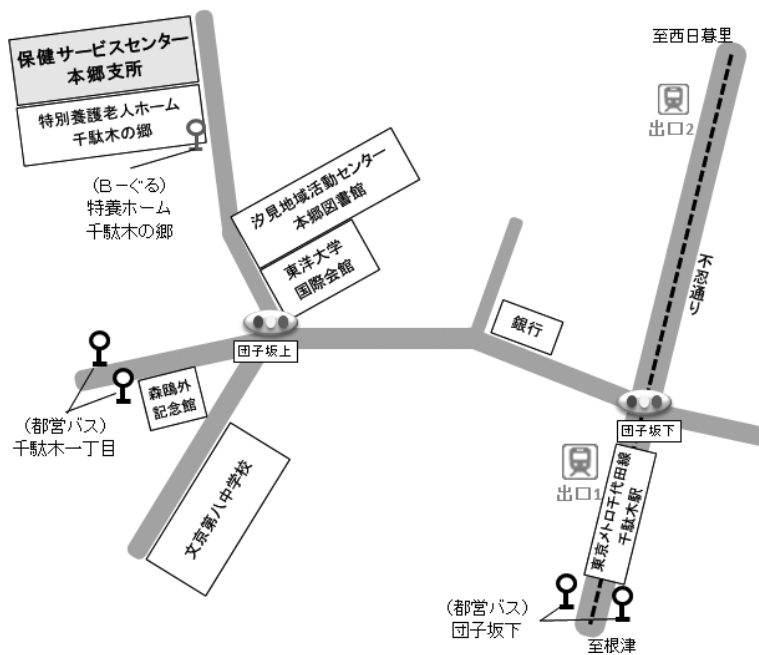 保健サービスセンター
本郷支所
特別養護老人ホーム
千駄木の郷
(B－ぐる)
特養ホーム
千駄木の郷
汐見地域活動センター
本郷図書館
東洋大学
国際会館
至西日暮里
出口2
不忍通り
銀行
団子坂上
森鴎外
記念館
(都営バス)
千駄木一丁目
文京第八中学校
団子坂下
出口1
東京メトロ千代田線
千駄木駅
(都営バス)
団子坂下
至根津